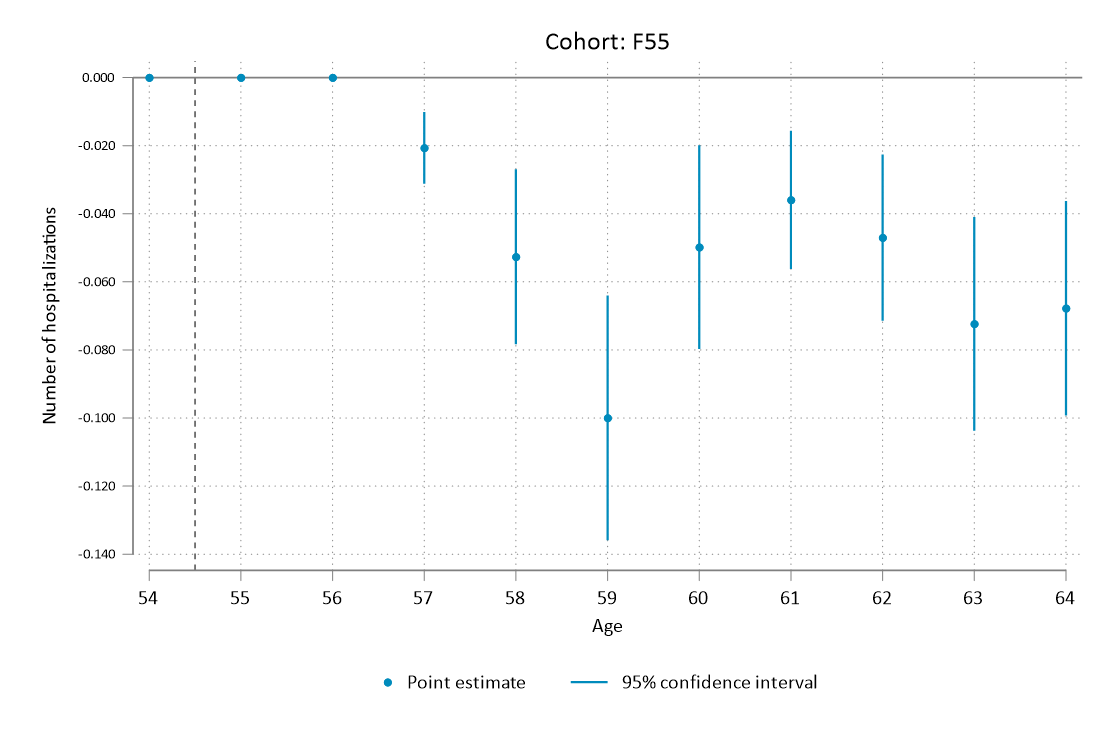 Cohort: F55
Number of hospitalizations
0.000
-0.020
-0.040
-0.060
-0.080
-0.100
-0.120
-0.140
54 55 56 57 58 59 60 61 62 63 64
Age
Point estimate 95% confidence interval